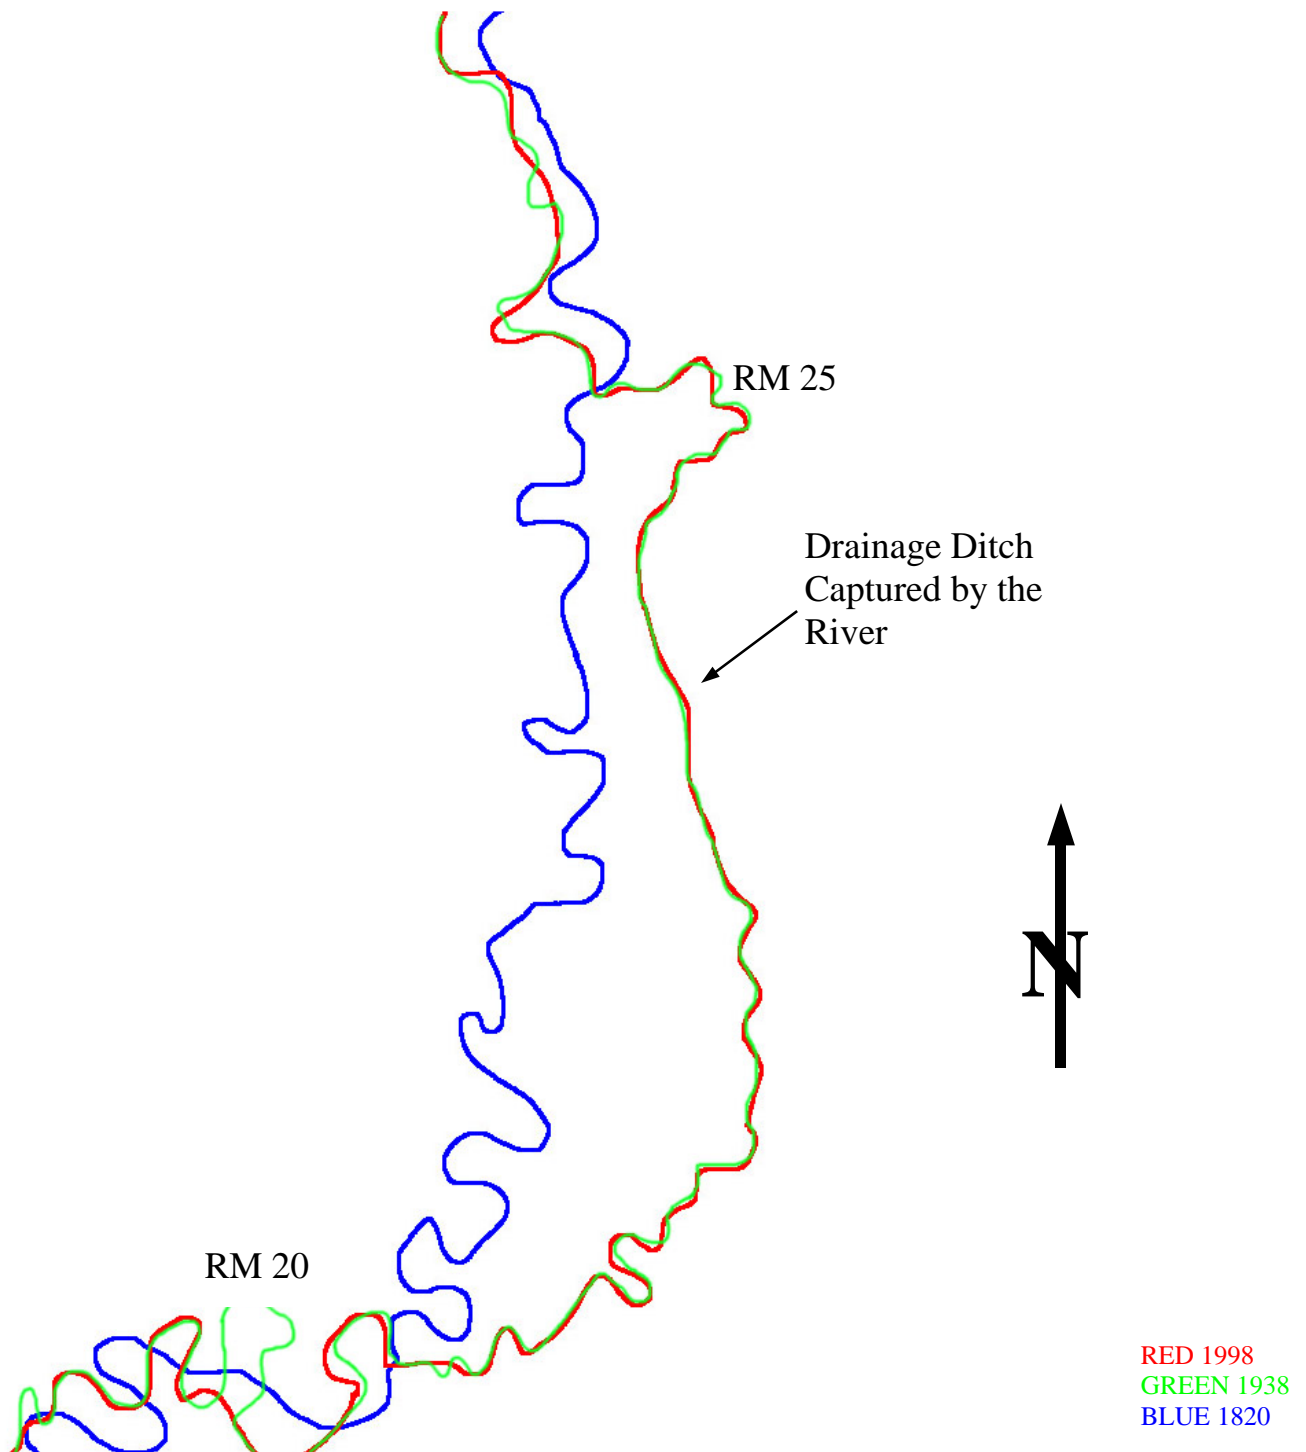 RM 25
Drainage Ditch
Captured by the
River
N
RM 20
RED 1998
GREEN 1938
BLUE 1820